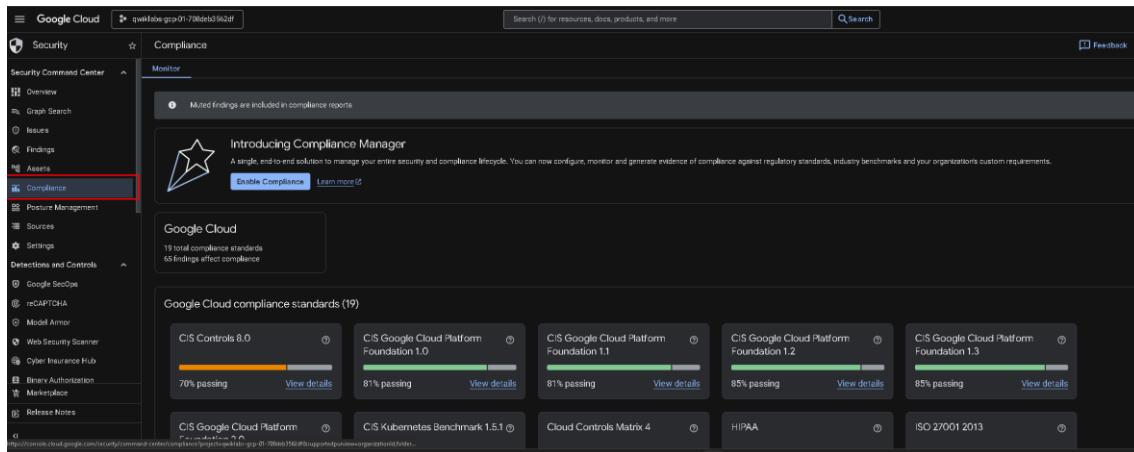 Google Cloud
qwiklabs-gcp-01-708deb3562df
Search (/) for resources, docs, products, and more
Search
Security
Compliance
Feedback
Security Command Center
Overview
Graph Search
Issues
Findings
Assets
Compliance
Posture Management
Sources
Settings
Detections and Controls
Google SecOps
reCAPTCHA
Model Armor
Web Security Scanner
Cyber Insurance Hub
Binary Authorization
Marketplace
Release Notes
Monitor
Muted findings are included in compliance reports
Introducing Compliance Manager
A single, end-to-end solution to manage your entire security and compliance lifecycle. You can now configure, monitor and generate evidence of compliance against regulatory standards, industry benchmarks and your organization's custom requirements.
Enable Compliance
Learn more
Google Cloud
19 total compliance standards
65 findings affect compliance
Google Cloud compliance standards (19)
CIS Controls 8.0
70% passing
View details
CIS Google Cloud Platform
Foundation 1.0
81% passing
View details
CIS Google Cloud Platform
Foundation 1.1
81% passing
View details
CIS Google Cloud Platform
Foundation 1.2
85% passing
View details
CIS Google Cloud Platform
Foundation 1.3
85% passing
View details
CIS Google Cloud Platform
CIS Kubernetes Benchmark 1.5.1
Cloud Controls Matrix 4
HIPAA
ISO 27001 2013